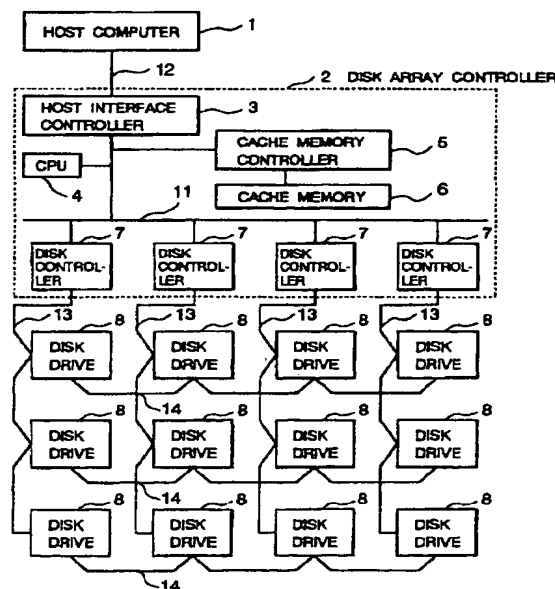 HOST COMPUTER 1
12
2 DISK ARRAY CONTROLLER
HOST INTERFACE
CONTROLLER 3
CACHE MEMORY
CONTROLLER 5
CPU
4
CACHE MEMORY 6
11
7 7 7 7
DISK DISK DISK DISK
CONTROL- CONTROL- CONTROL- CONTROL-
LER LER LER LER
13 8 13 8 13 8 13 8
DISK DISK DISK DISK
DRIVE DRIVE DRIVE DRIVE
14
8 8 8 8
DISK DISK DISK DISK
DRIVE DRIVE DRIVE DRIVE
14
8 8 8 8
DISK DISK DISK DISK
DRIVE DRIVE DRIVE DRIVE
14